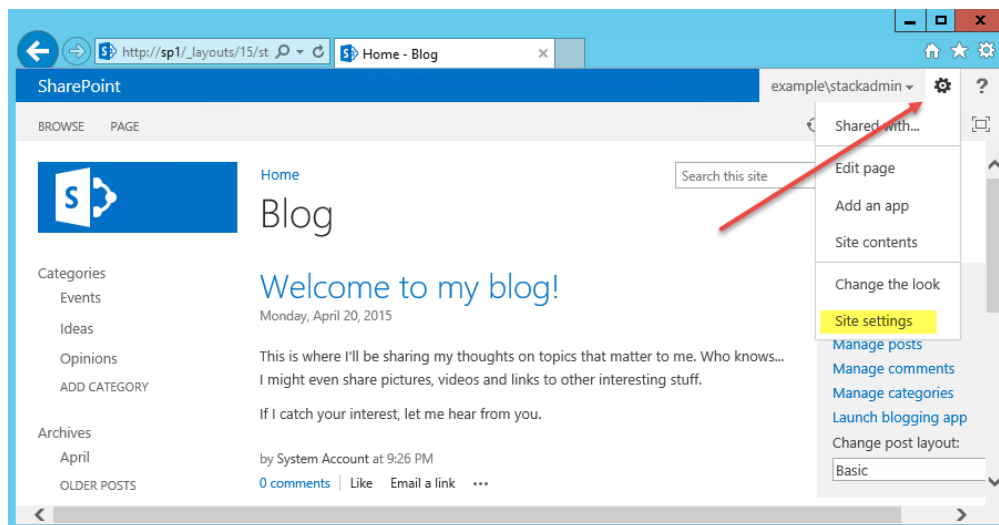 http://sp1/_layouts/15/st
Home - Blog
SharePoint
example\stackadmin
?
BROWSE PAGE
Shared with...
Edit page
Add an app
Site contents
Change the look
Site settings
S
Home
Search this site
Blog
Categories
Events
Ideas
Opinions
ADD CATEGORY
Archives
April
OLDER POSTS
Welcome to my blog!
Monday, April 20, 2015
This is where I'll be sharing my thoughts on topics that matter to me. Who knows...
I might even share pictures, videos and links to other interesting stuff.
If I catch your interest, let me hear from you.
by System Account at 9:26 PM
0 comments Like Email a link ...
Manage posts
Manage comments
Manage categories
Launch blogging app
Change post layout:
Basic